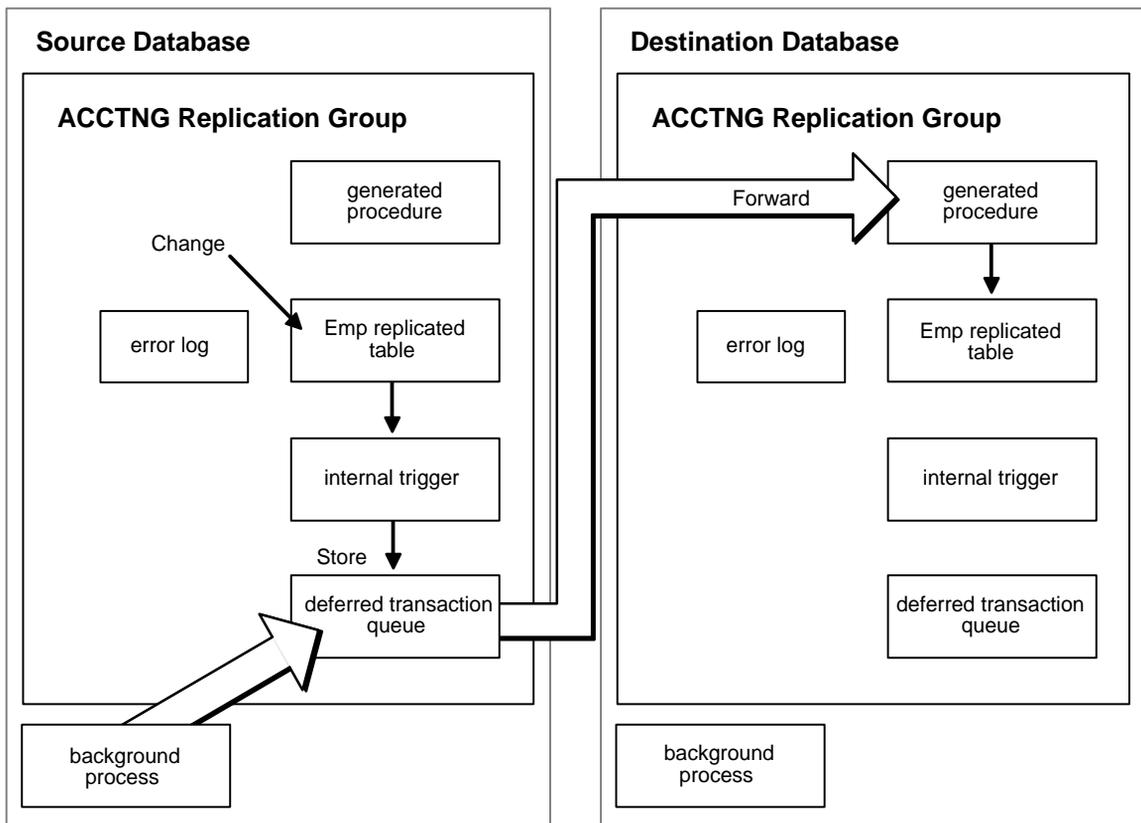 Source Database
ACCTNG Replication Group
generated
procedure
Change
error log
Emp replicated
table
internal trigger
Store
deferred transaction
queue
background
process
Forward
Destination Database
ACCTNG Replication Group
generated
procedure
error log
Emp replicated
table
internal trigger
deferred transaction
queue
background
process